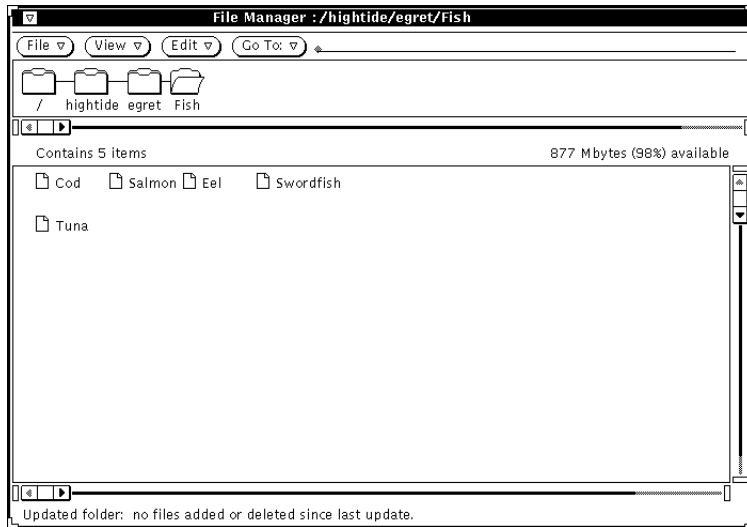 File Manager : /hightide/egret/Fish
File View Edit Go To:
/ hightide egret Fish
Contains 5 items 877 Mbytes (98%) available
Cod Salmon Eel Swordfish
Tuna
Updated folder: no files added or deleted since last update.